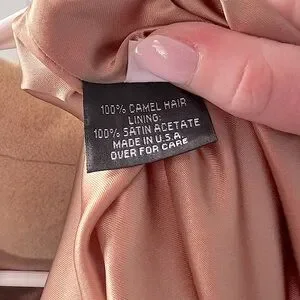 100% CAMEL HAIR
LINING:
100% SATIN ACETATE
MADE IN U.S.A.
OVER FOR CARE